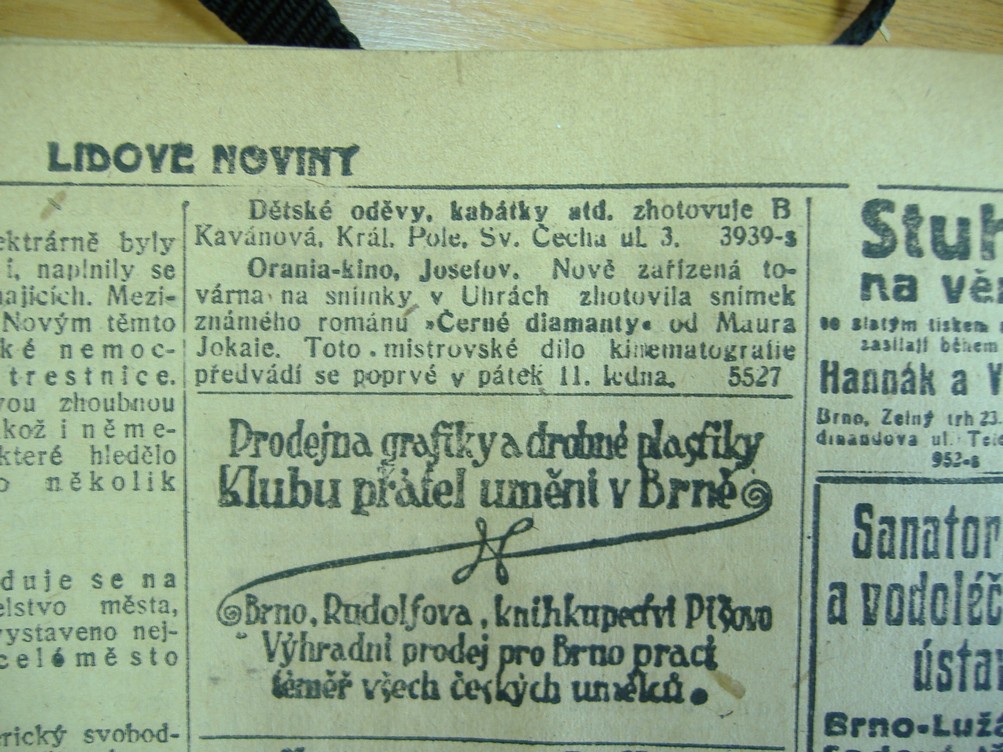 LIDOVÉ NOVINY
ektrárně byly
i, naplnily se
ajících. Mezi-
Novým těmto
ké nemoc-
trestnice.
vou zhoubnou
kož i něme-
které hledělo
několik
duje se na
elstvo města,
vystaveno nej-
celé město
erický svobod-
Dětské oděvy, kabátky atd. zhotovuje B
Kavánová, Král. Pole, Sv. Čecha ul. 3. 3939-s
Orania-kino, Josefov. Nově zařízená to-
várna na snímky v Uhrách zhotovila snímek
známého románu »Černé diamanty« od Maura
Jokaie. Toto mistrovské dílo kinematografie
předvádí se poprvé v pátek 11. ledna. 5527
Prodejna grafiky a drobné plastiky
Klubu přátel umění v Brně
Brno, Rudolfova, knihkupectví Píšovo
Výhradní prodej pro Brno prací
téměř všech českých umělců.
Stuh
na vě
se zlatým tiskem
zasílají během
Hannák a V
Brno, Zelný trh 23.
dinandova ul. Tele
952-s
Sanator
a vodoléč
ústav
Brno-Luža